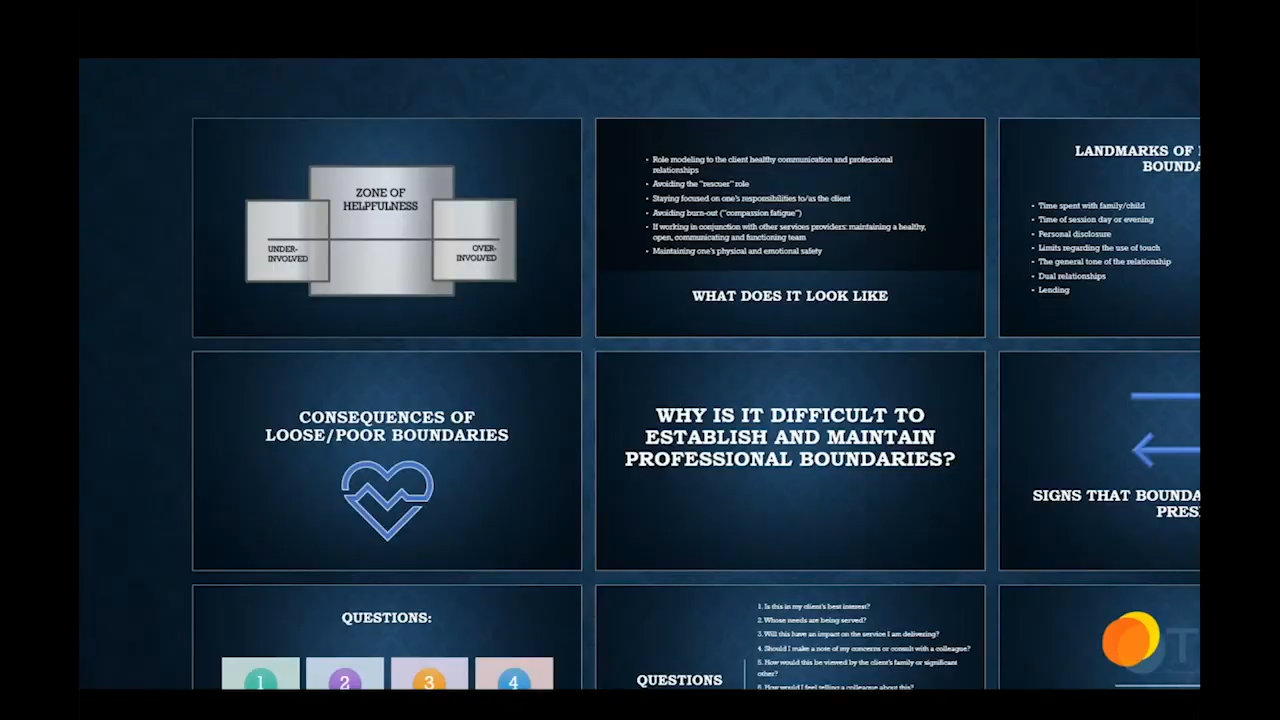 ZONE OF
HELPFULNESS
UNDER-
INVOLVED
OVER-
INVOLVED
• Role modeling to the client healthy communication and professional
relationships
• Avoiding the "rescuer" role
• Staying focused on one's responsibilities to/as the client
• Avoiding burn-out ("compassion fatigue")
• If working in conjunction with other services providers: maintaining a healthy,
open, communicating and functioning team
• Maintaining one's physical and emotional safety
WHAT DOES IT LOOK LIKE
LANDMARKS OF
BOUNDA
• Time spent with family/child
• Time of session day or evening
• Personal disclosure
• Limits regarding the use of touch
• The general tone of the relationship
• Dual relationships
• Lending
CONSEQUENCES OF
LOOSE/POOR BOUNDARIES
WHY IS IT DIFFICULT TO
ESTABLISH AND MAINTAIN
PROFESSIONAL BOUNDARIES?
SIGNS THAT BOUNDA
PRES
QUESTIONS:
1 2 3 4
QUESTIONS
1. Is this in my client's best interest?
2. Whose needs are being served?
3. Will this have an impact on the service I am delivering?
4. Should I make a note of my concerns or consult with a colleague?
5. How would this be viewed by the client's family or significant
other?
6. How would I feel telling a colleague about this?
T